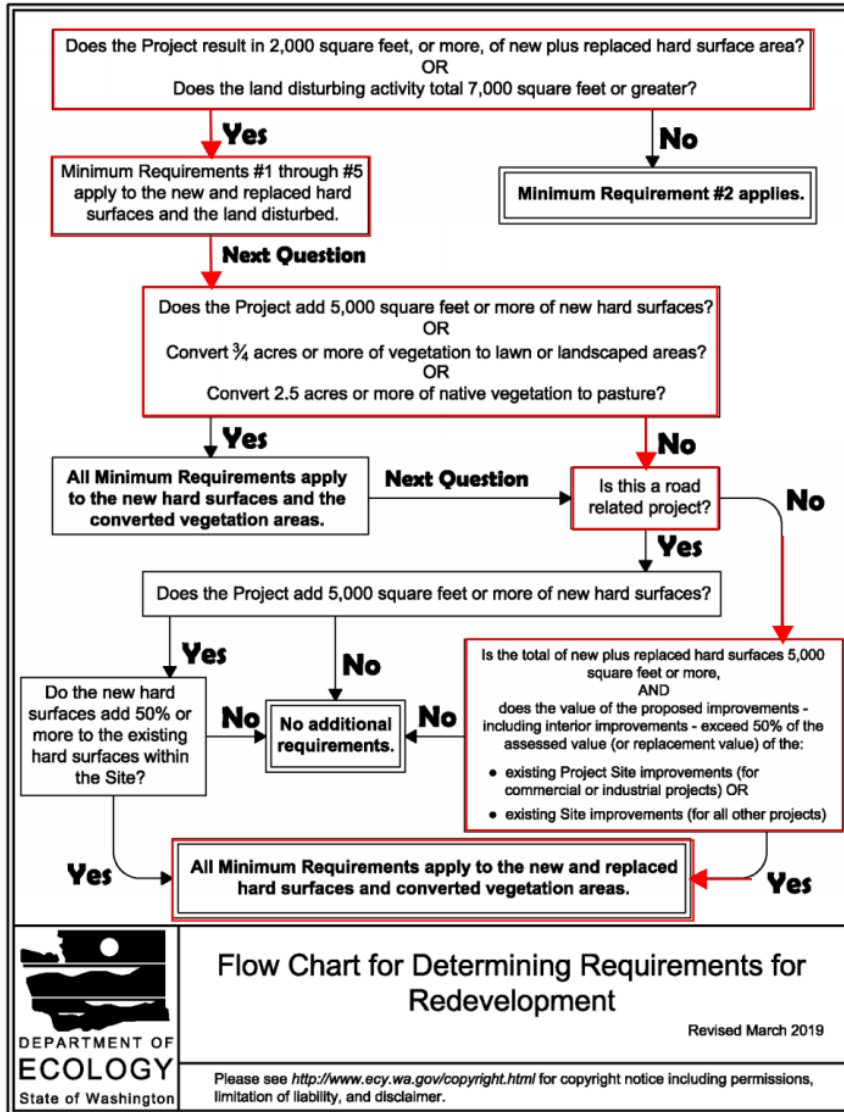 Does the Project result in 2,000 square feet, or more, of new plus replaced hard surface area?
OR
Does the land disturbing activity total 7,000 square feet or greater?
Yes
No
Minimum Requirements #1 through #5
apply to the new and replaced hard
surfaces and the land disturbed.
Minimum Requirement #2 applies.
Next Question
Does the Project add 5,000 square feet or more of new hard surfaces?
OR
Convert ¾ acres or more of vegetation to lawn or landscaped areas?
OR
Convert 2.5 acres or more of native vegetation to pasture?
Yes
No
All Minimum Requirements apply
to the new hard surfaces and the
converted vegetation areas.
Next Question
Is this a road
related project?
No
Yes
Does the Project add 5,000 square feet or more of new hard surfaces?
Yes
No
Do the new hard
surfaces add 50% or
more to the existing
hard surfaces within
the Site?
No
No additional
requirements.
No
Is the total of new plus replaced hard surfaces 5,000
square feet or more,
AND
does the value of the proposed improvements -
including interior improvements - exceed 50% of the
assessed value (or replacement value) of the:
● existing Project Site improvements (for
commercial or industrial projects) OR
● existing Site improvements (for all other projects)
Yes
All Minimum Requirements apply to the new and replaced
hard surfaces and converted vegetation areas.
Yes
DEPARTMENT OF
ECOLOGY
State of Washington
Flow Chart for Determining Requirements for
Redevelopment
Revised March 2019
Please see http://www.ecy.wa.gov/copyright.html for copyright notice including permissions,
limitation of liability, and disclaimer.